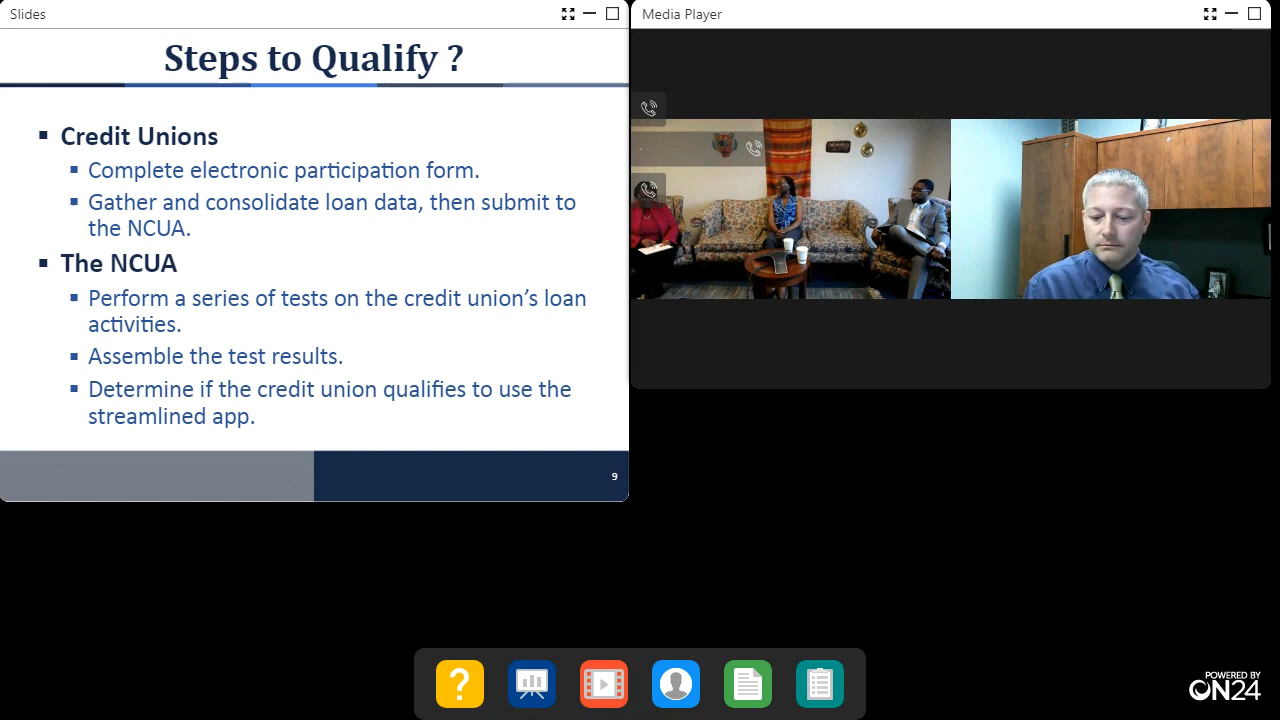 Slides
Media Player
Steps to Qualify ?
Credit Unions
Complete electronic participation form.
Gather and consolidate loan data, then submit to
the NCUA.
The NCUA
Perform a series of tests on the credit union’s loan
activities.
Assemble the test results.
Determine if the credit union qualifies to use the
streamlined app.
9
?
POWERED BY
ON24